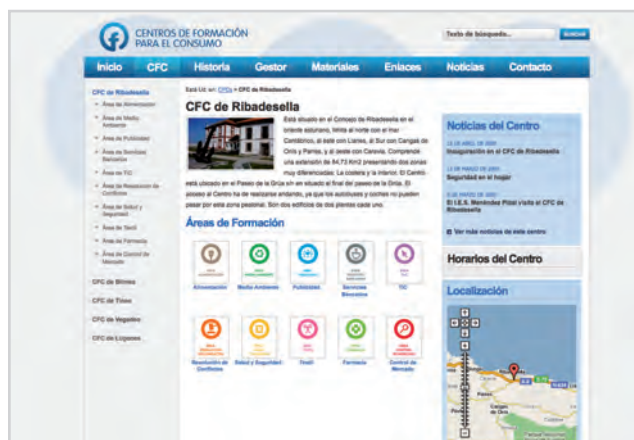 CENTROS DE FORMACIÓN
PARA EL CONSUMO
Texto de búsqueda...
BUSCAR
Inicio CFC Historia Gestor Materiales Enlaces Noticias Contacto
CFC de Ribadesella
Área de Alimentación
Área de Medio
Ambiente
Área de Publicidad
Área de Servicios
Bancarios
Área de TIC
Área de Resolución de
Conflictos
Área de Salud y
Seguridad
Área de Textil
Área de Farmacia
Área de Control de
Mercado
CFC de
CFC de Tineo
CFC de Vegadeo
CFC de Lugones
Está Ud. en: CFCs > CFC de Ribadesella
CFC de Ribadesella
Está situado en el Concejo de Ribadesella en el
oriente asturiano, limita al norte con el mar
Cantábrico, al este con Llanes, al Sur con Cangas de
Onís y Parres, y al oeste con Caravia. Comprende
una extensión de 84,73 Km2 presentando dos zonas
muy diferenciadas: La costera y la interior. El Centro
está ubicado en el Paseo de la Grúa s/n en situado al final del paseo de la Grúa. El
acceso al Centro ha de realizarse andando, ya que los autobuses y coches no pueden
pasar por esta zona peatonal. Son dos edificios de dos plantas cada uno.
Áreas de Formación
Alimentación Medio Ambiente Publicidad Servicios
Bancarios TIC
Resolución de
Conflictos Salud y Seguridad Textil Farmacia Control de
Mercado
Noticias del Centro
Inauguración en el CFC de Ribadesella
Seguridad en el hogar
El I.E.S. Menéndez Pidal visita el CFC de
Ribadesella
Ver más noticias de este centro
Horarios del Centro
Localización
Cangas
de Onís